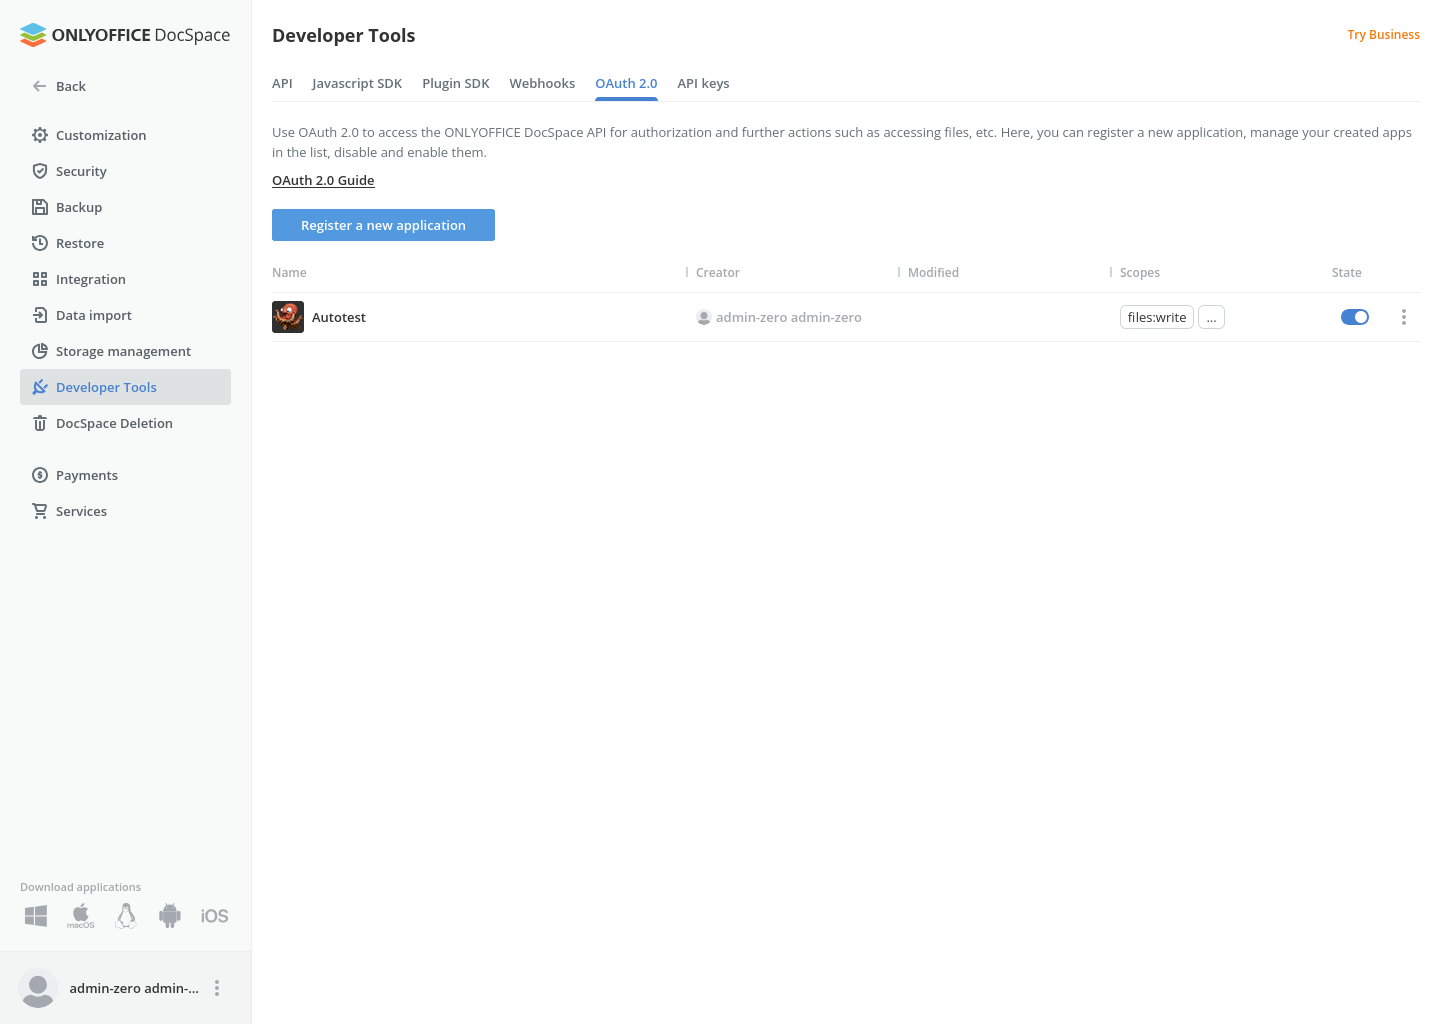 ONLYOFFICE DocSpace
Back
Customization
Security
Backup
Restore
Integration
Data import
Storage management
Developer Tools
DocSpace Deletion
Payments
Services
Download applications
macOS
iOS
admin-zero admin-...
Developer Tools
Try Business
API
Javascript SDK
Plugin SDK
Webhooks
OAuth 2.0
API keys
Use OAuth 2.0 to access the ONLYOFFICE DocSpace API for authorization and further actions such as accessing files, etc. Here, you can register a new application, manage your created apps
in the list, disable and enable them.
OAuth 2.0 Guide
Register a new application
Name
Creator
Modified
Scopes
State
Autotest
admin-zero admin-zero
files:write
...